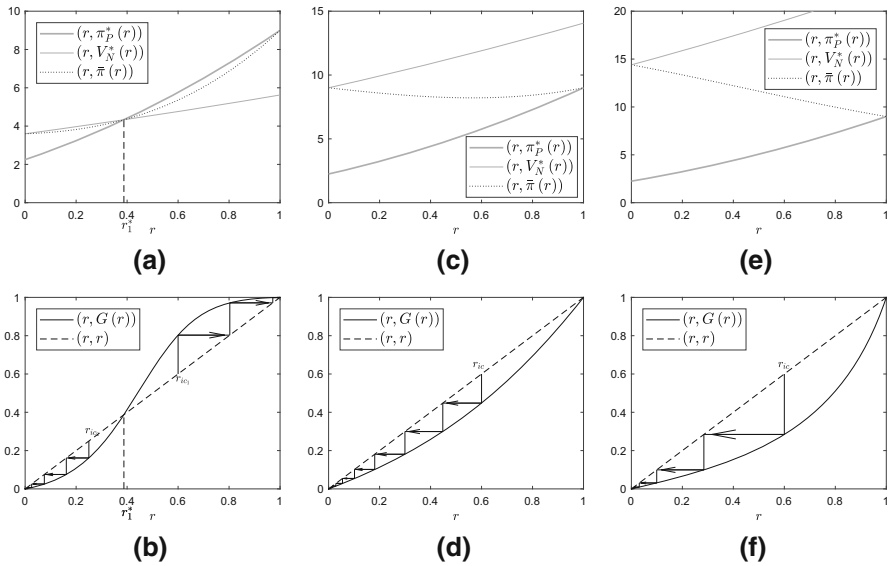 10
8
6
4
2
0
(r, π*_P (r))
(r, V*_N (r))
(r, π̄ (r))
0 0.2 0.4 0.6 0.8 1
r*_1
r
(a)
15
10
5
0
(r, π*_P (r))
(r, V*_N (r))
(r, π̄ (r))
0 0.2 0.4 0.6 0.8 1
r
(c)
20
15
10
5
0
(r, π*_P (r))
(r, V*_N (r))
(r, π̄ (r))
0 0.2 0.4 0.6 0.8 1
r
(e)
1
0.8
0.6
0.4
0.2
0
(r, G (r))
(r, r)
r_ic
r_ic_i
0 0.2 0.4 0.6 0.8 1
r*_1
r
(b)
1
0.8
0.6
0.4
0.2
0
(r, G (r))
(r, r)
r_ic
0 0.2 0.4 0.6 0.8 1
r
(d)
1
0.8
0.6
0.4
0.2
0
(r, G (r))
(r, r)
r_ic
0 0.2 0.4 0.6 0.8 1
r
(f)